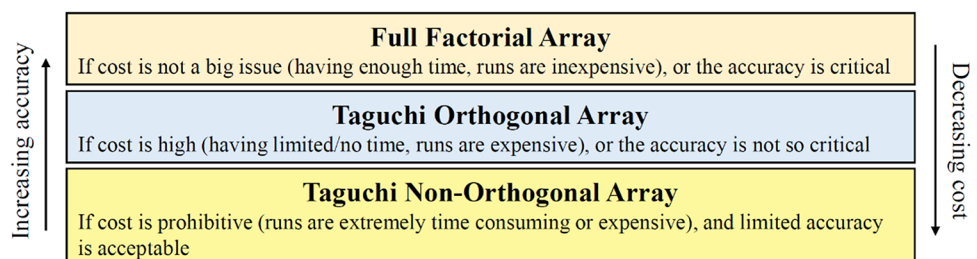 Increasing accuracy
Full Factorial Array
If cost is not a big issue (having enough time, runs are inexpensive), or the accuracy is critical
Taguchi Orthogonal Array
If cost is high (having limited/no time, runs are expensive), or the accuracy is not so critical
Taguchi Non-Orthogonal Array
If cost is prohibitive (runs are extremely time consuming or expensive), and limited accuracy
is acceptable
Decreasing cost